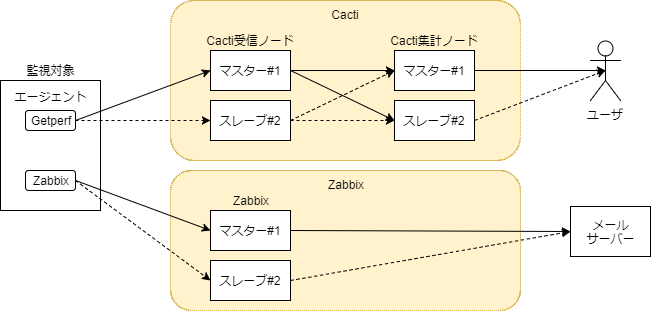 Cacti
Cacti受信ノード
Cacti集計ノード
監視対象
エージェント
Getperf
Zabbix
マスター#1
スレーブ#2
マスター#1
スレーブ#2
ユーザ
Zabbix
Zabbix
マスター#1
スレーブ#2
メール
サーバー